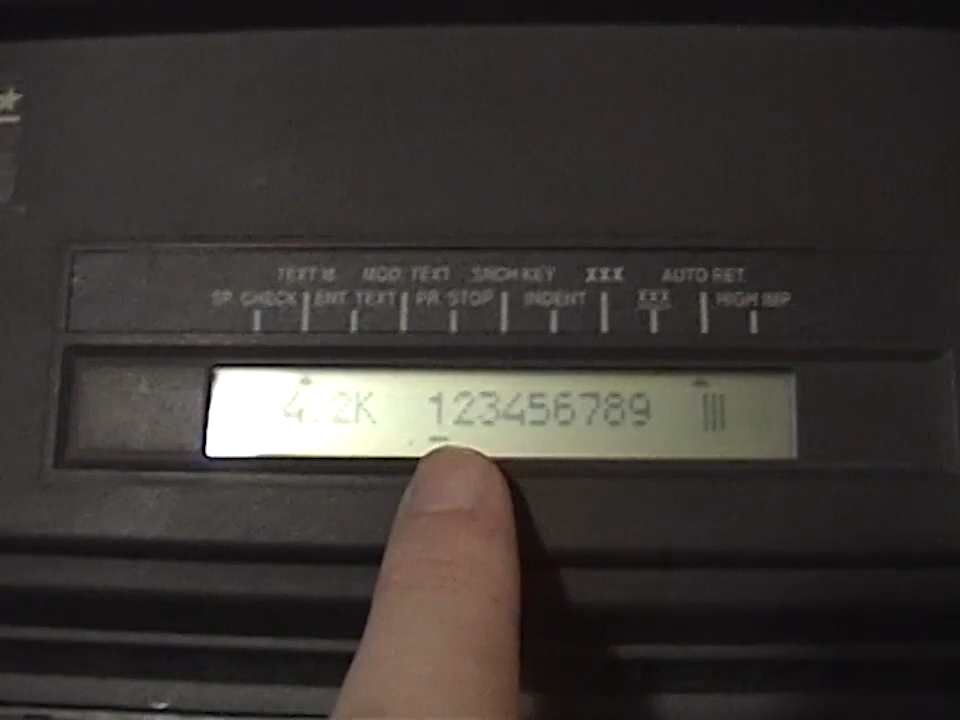 TEXT M. MOD TEXT SRCH KEY XXX AUTO RET.
SP. CHECK ENT. TEXT PR. STOP INDENT XXX HIGH IMP.
4.2K 123456789